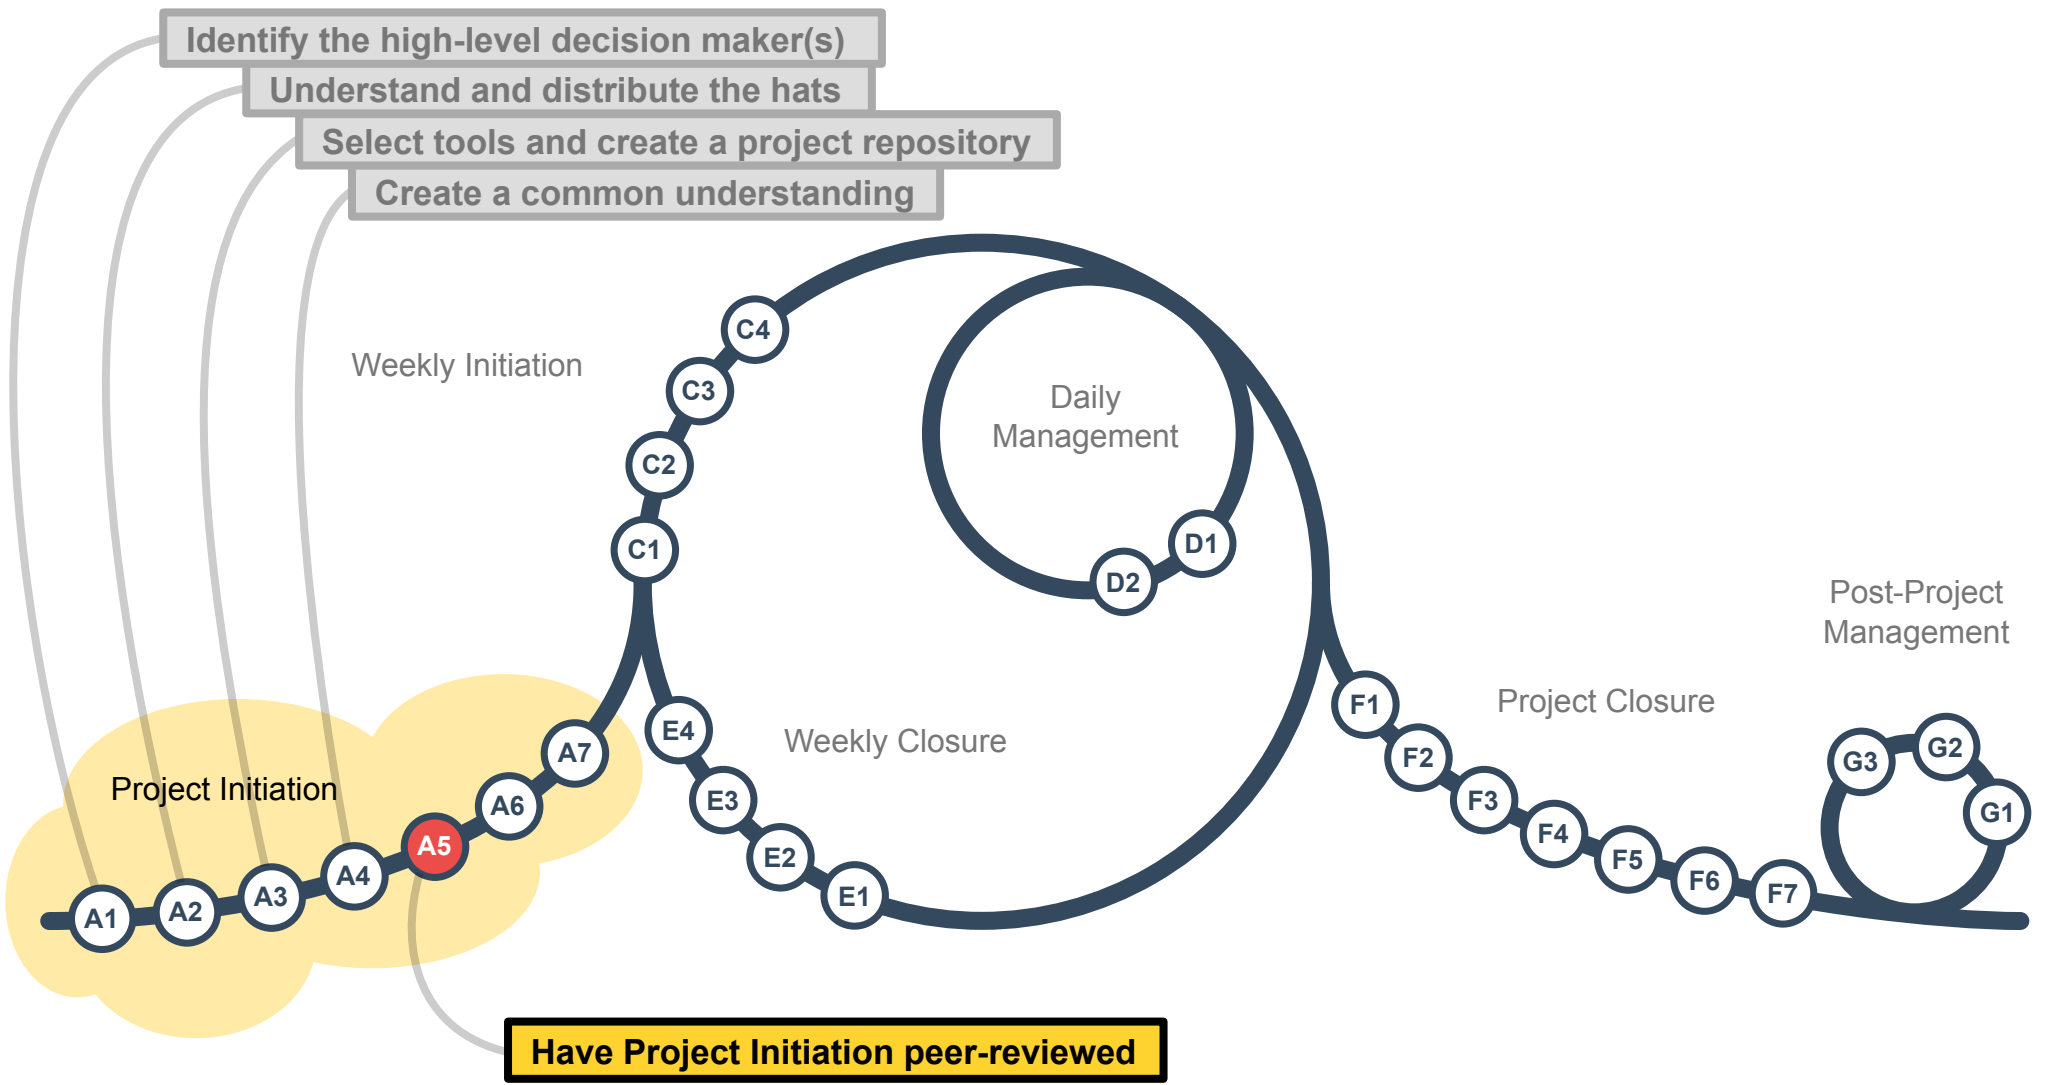 Identify the high-level decision maker(s)
Understand and distribute the hats
Select tools and create a project repository
Create a common understanding
Weekly Initiation
C4
C3
C2
C1
Daily
Management
D1
D2
Post-Project
Management
Project Closure
Weekly Closure
Project Initiation
A1
A2
A3
A4
A5
A6
A7
E4
E3
E2
E1
F1
F2
F3
F4
F5
F6
F7
G3
G2
G1
Have Project Initiation peer-reviewed